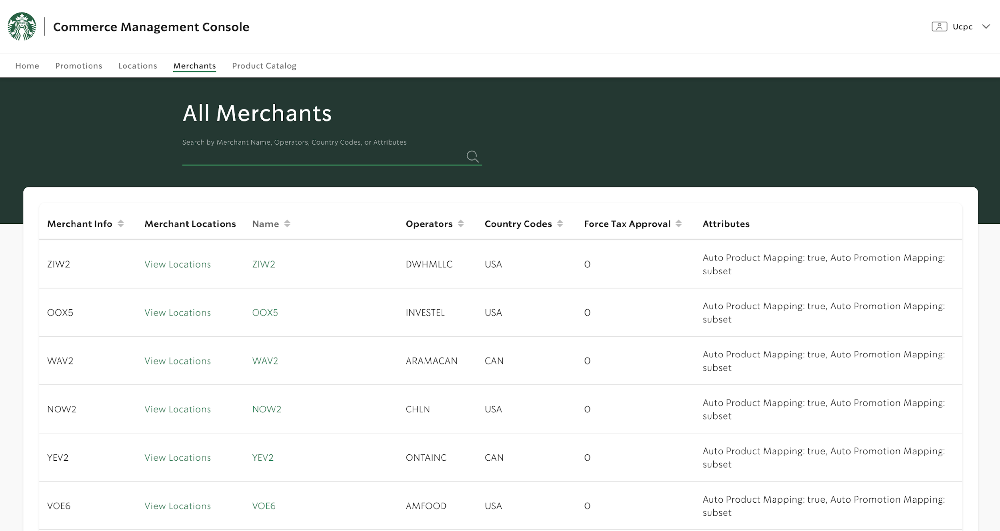 Commerce Management Console
Ucpc
Home Promotions Locations Merchants Product Catalog
All Merchants
Search by Merchant Name, Operators, Country Codes, or Attributes
Merchant Info Merchant Locations Name Operators Country Codes Force Tax Approval Attributes
ZIW2 View Locations ZIW2 DWHMLLC USA 0 Auto Product Mapping: true, Auto Promotion Mapping:
subset
OOX5 View Locations OOX5 INVESTEL USA 0 Auto Product Mapping: true, Auto Promotion Mapping:
subset
WAV2 View Locations WAV2 ARAMACAN CAN 0 Auto Product Mapping: true, Auto Promotion Mapping:
subset
NOW2 View Locations NOW2 CHLN USA 0 Auto Product Mapping: true, Auto Promotion Mapping:
subset
YEV2 View Locations YEV2 ONTAINC CAN 0 Auto Product Mapping: true, Auto Promotion Mapping:
subset
VOE6 View Locations VOE6 AMFOOD USA 0 Auto Product Mapping: true, Auto Promotion Mapping:
subset